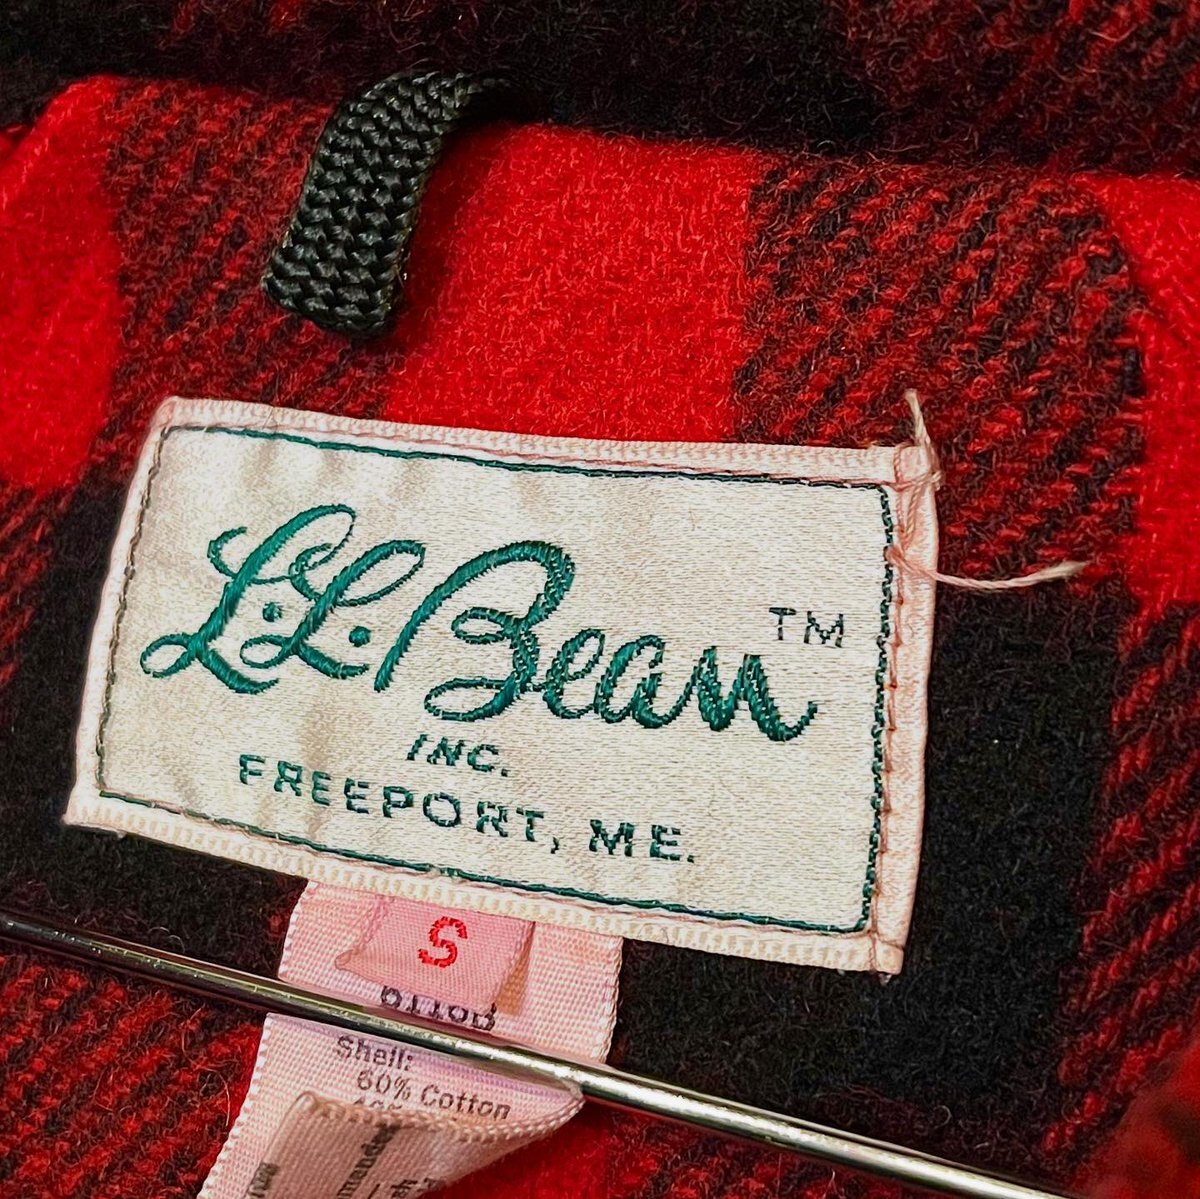 L.L.Bean TM
INC.
FREEPORT, ME.
S
Shell:
60% Cotton